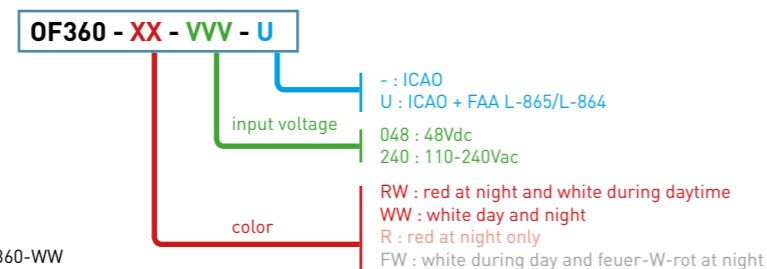 OF360 - XX - VVV - U
- : ICAO
U : ICAO + FAA L-865/L-864
input voltage
048 : 48Vdc
240 : 110-240Vac
color
RW : red at night and white during daytime
WW : white day and night
R : red at night only
FW : white during day and feuer-W-rot at night
360-WW